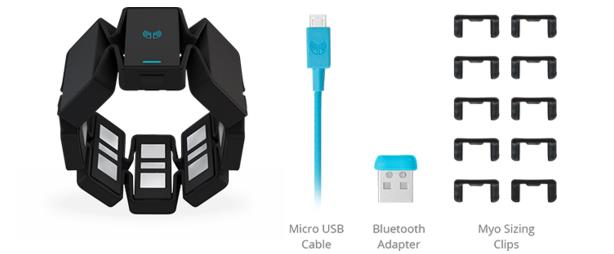 Micro USB
Cable
Bluetooth
Adapter
Myo Sizing
Clips